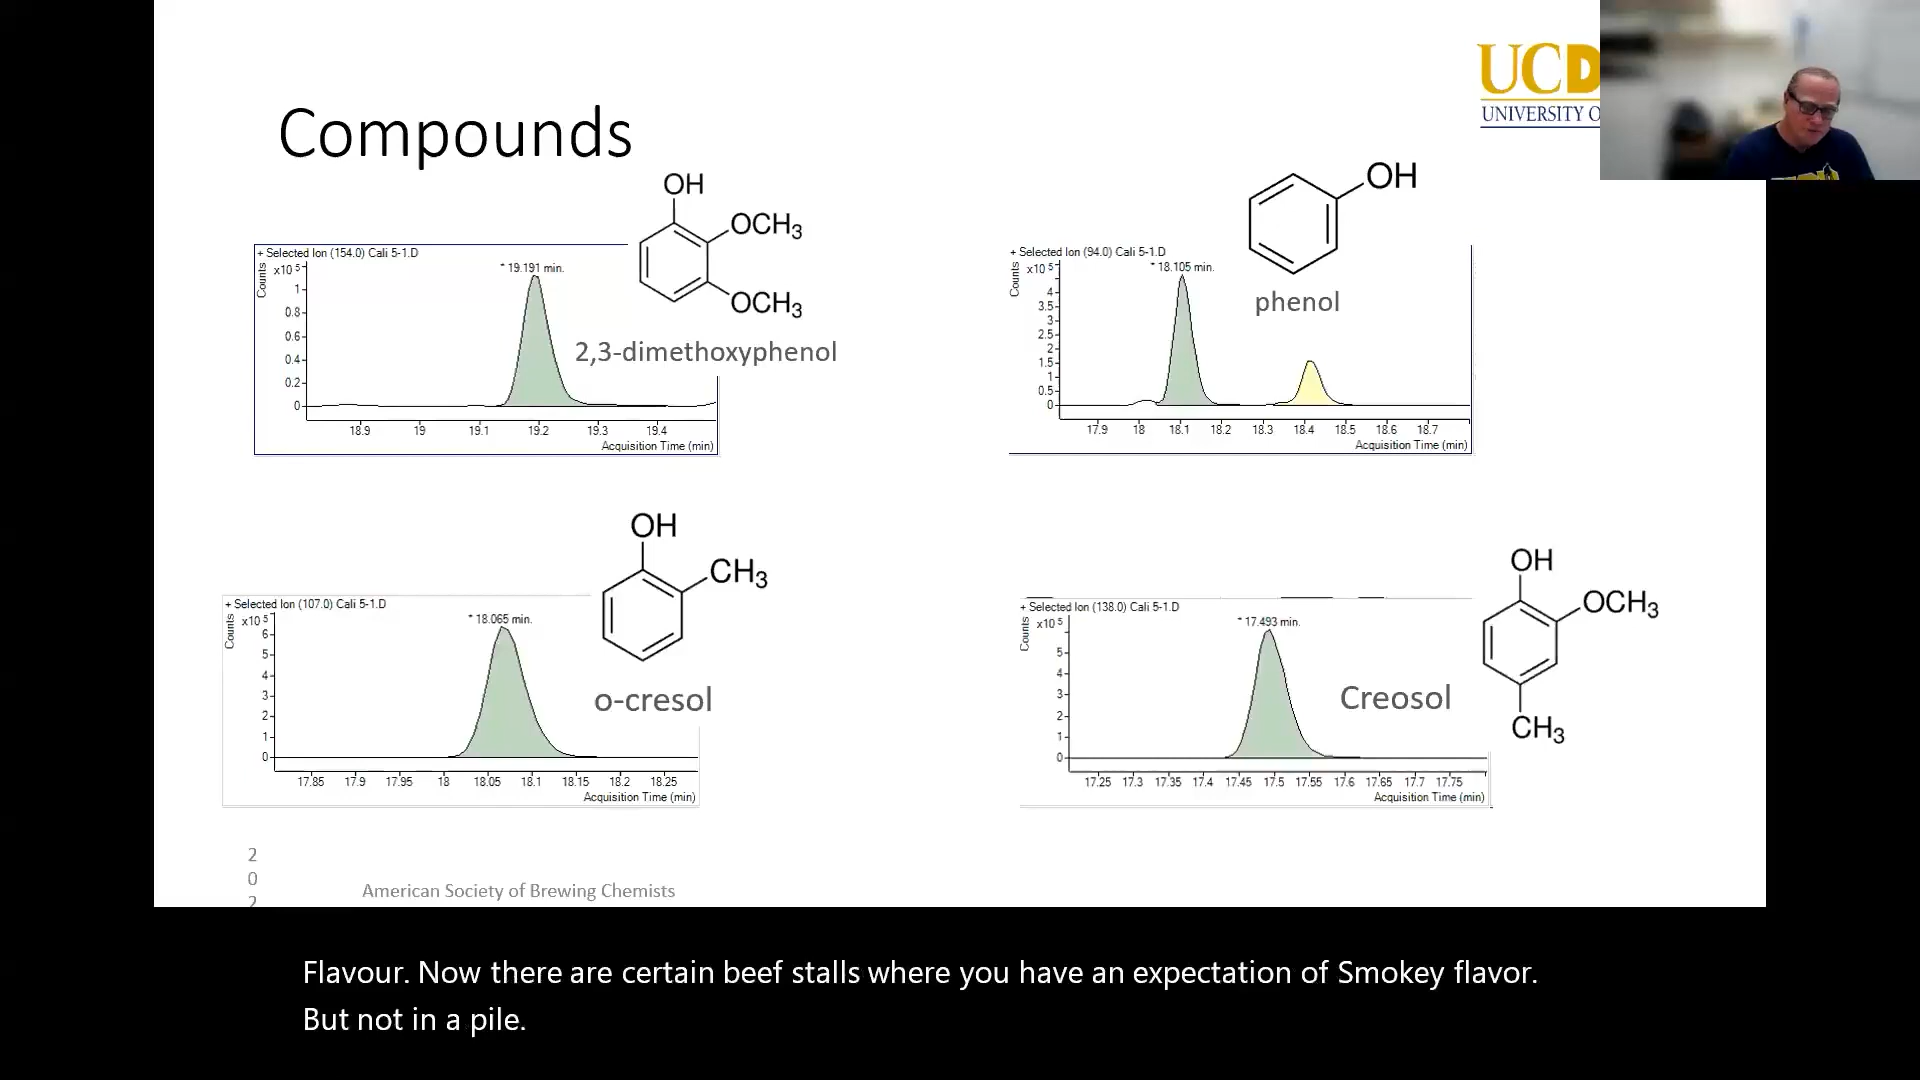 Compounds
UCD
UNIVERSITY O
OH
OCH3
OCH3
2,3-dimethoxyphenol
+ Selected Ion (154.0) Cali 5-1.D
Counts
x10 5
* 19.191 min.
1
0.8
0.6
0.4
0.2
0
18.9 19 19.1 19.2 19.3 19.4
Acquisition Time (min)
OH
phenol
+ Selected Ion (94.0) Cali 5-1.D
Counts
x10 5
* 18.105 min.
4
3.5
3
2.5
2
1.5
1
0.5
0
17.9 18 18.1 18.2 18.3 18.4 18.5 18.6 18.7
Acquisition Time (min)
OH
CH3
o-cresol
+ Selected Ion (107.0) Cali 5-1.D
Counts
x10 5
* 18.065 min.
6
5
4
3
2
1
0
17.85 17.9 17.95 18 18.05 18.1 18.15 18.2 18.25
Acquisition Time (min)
OH
OCH3
CH3
Creosol
+ Selected Ion (138.0) Cali 5-1.D
Counts
x10 5
* 17.493 min.
5
4
3
2
1
0
17.25 17.3 17.35 17.4 17.45 17.5 17.55 17.6 17.65 17.7 17.75
Acquisition Time (min)
2
0
2
American Society of Brewing Chemists
Flavour. Now there are certain beef stalls where you have an expectation of Smokey flavor.
But not in a pile.